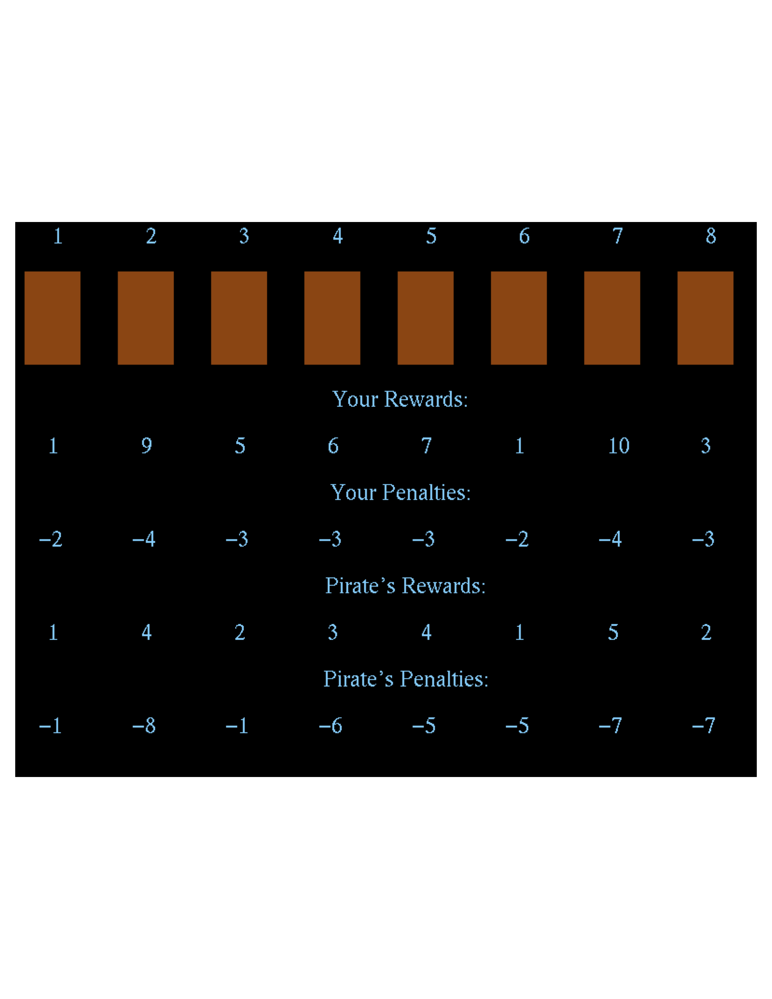 1 2 3 4 5 6 7 8
Your Rewards:
1 9 5 6 7 1 10 3
Your Penalties:
−2 −4 −3 −3 −3 −2 −4 −3
Pirate's Rewards:
1 4 2 3 4 1 5 2
Pirate's Penalties:
−1 −8 −1 −6 −5 −5 −7 −7